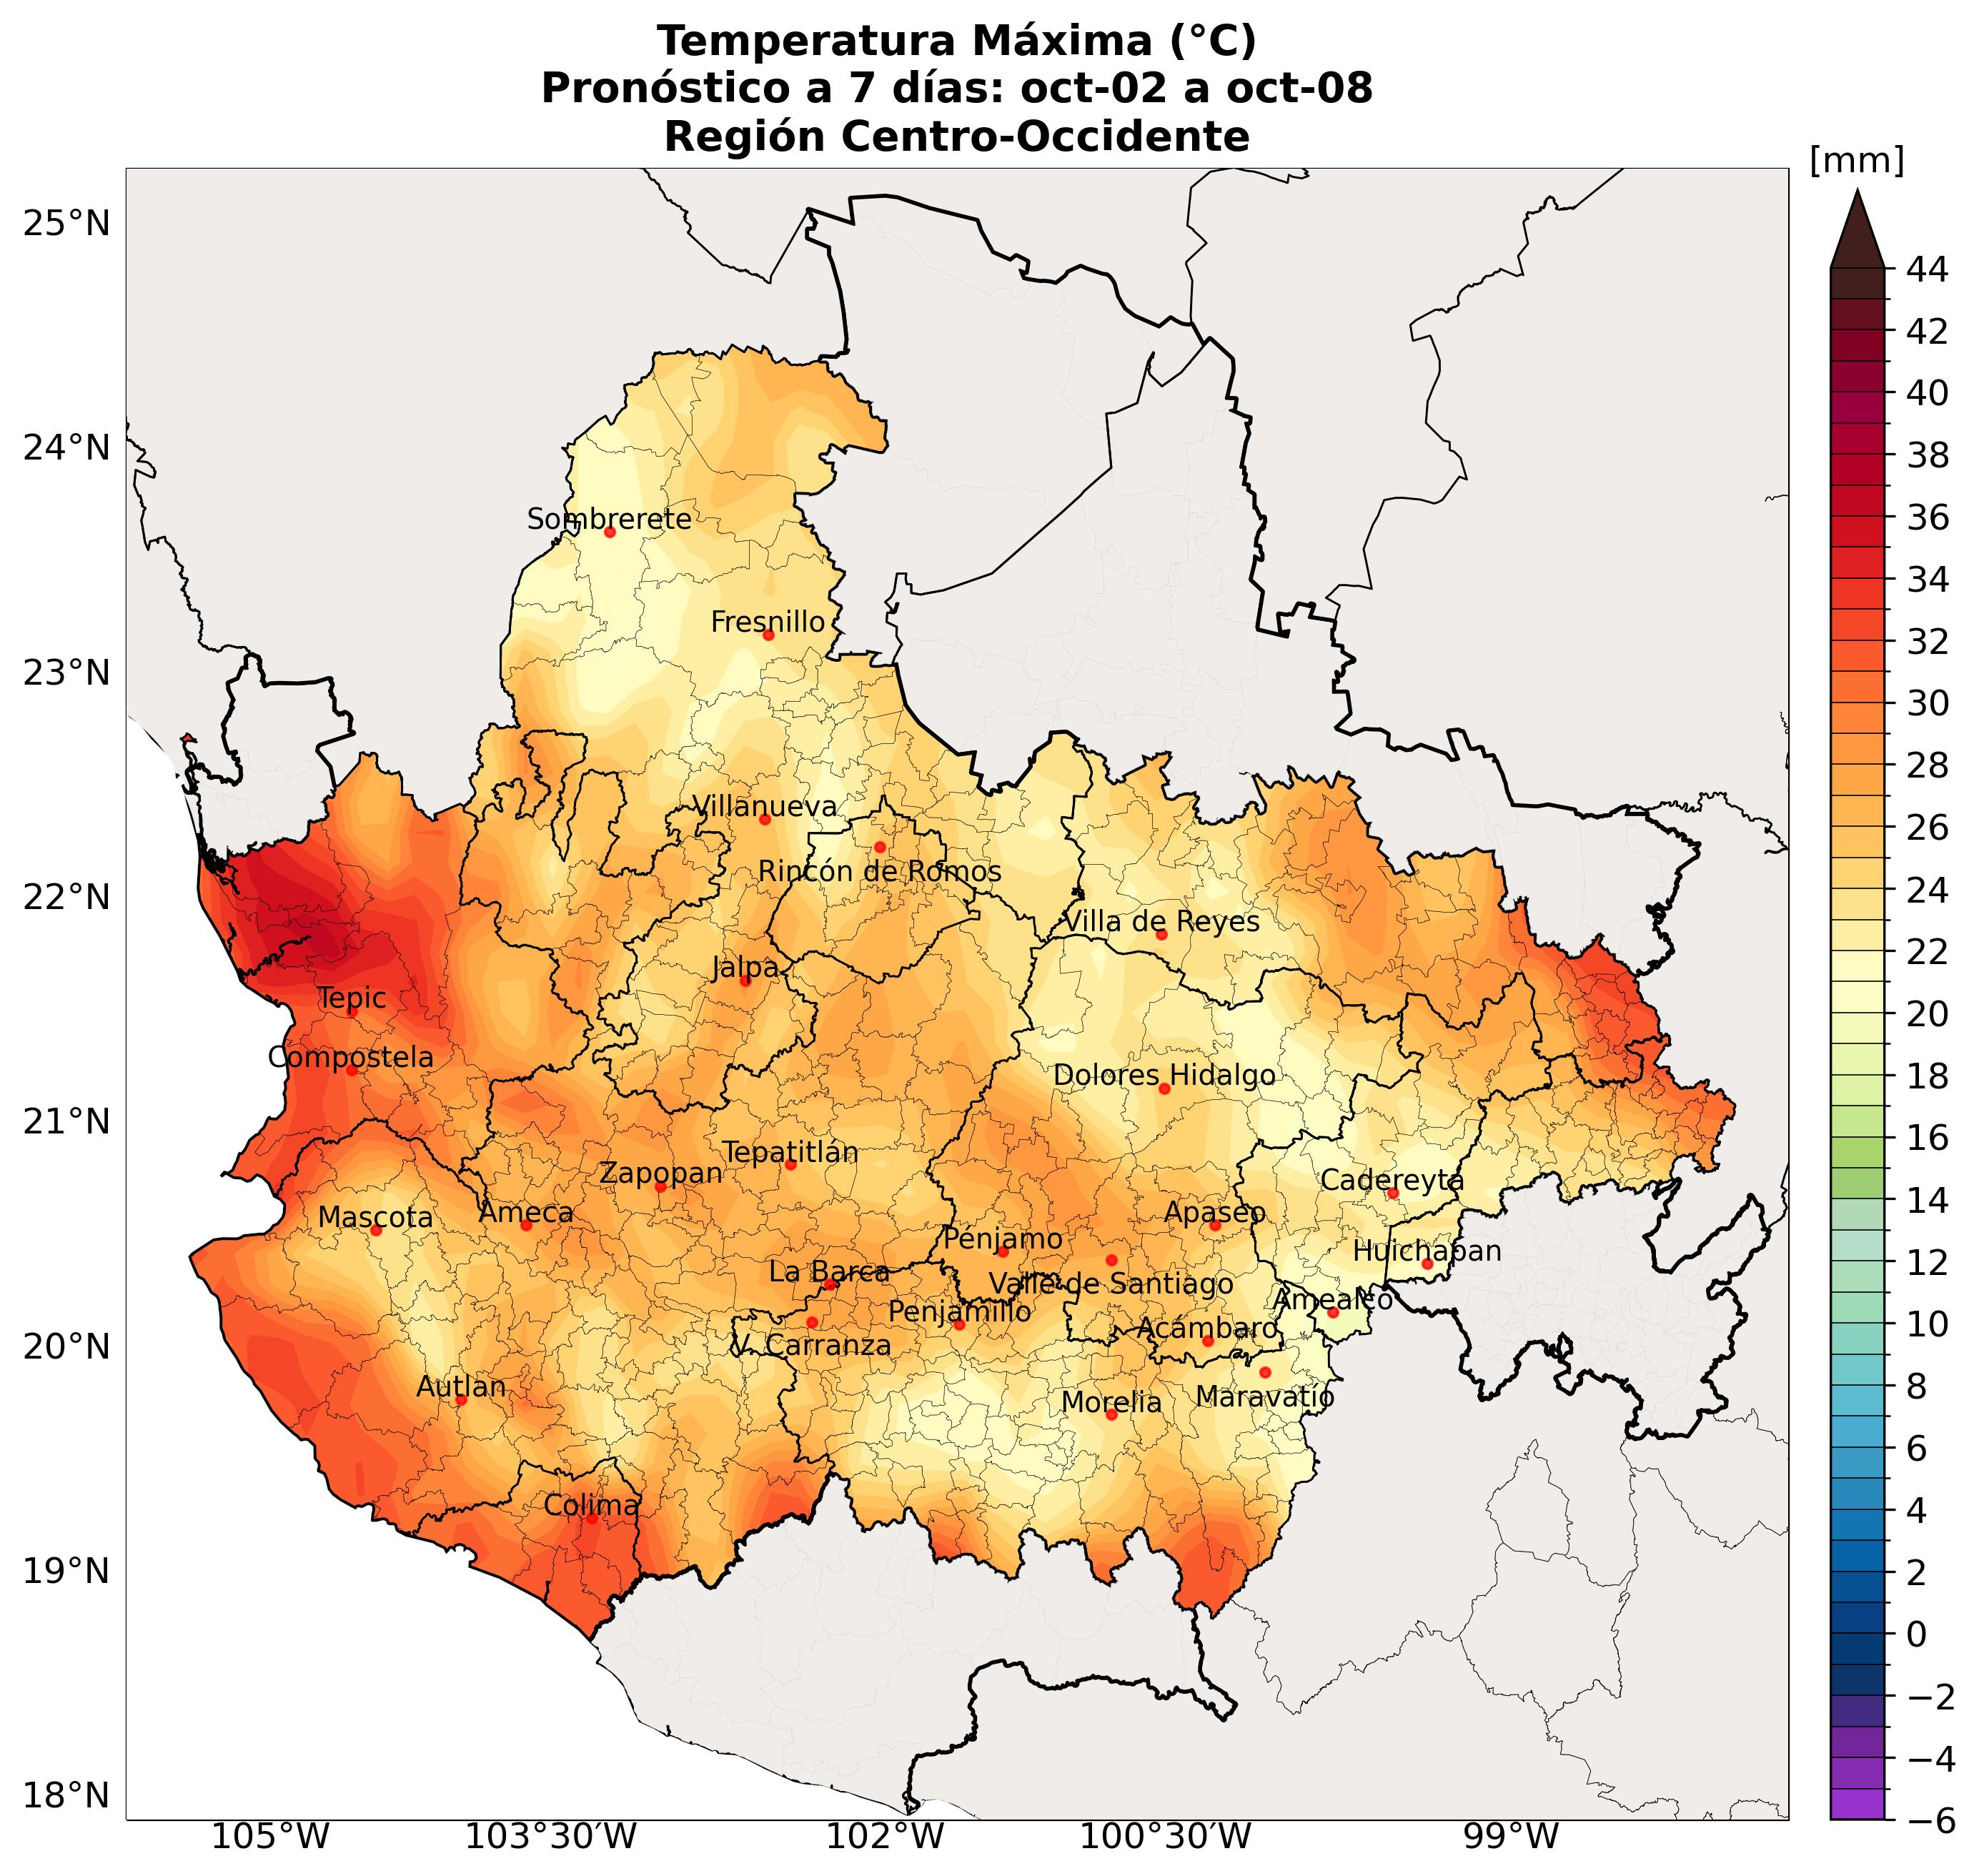 Temperatura Máxima (°C)
Pronóstico a 7 días: oct-02 a oct-08
Región Centro-Occidente
[mm]
25°N
24°N
23°N
22°N
21°N
20°N
19°N
18°N
105°W
103°30′W
102°W
100°30′W
99°W
44
42
40
38
36
34
32
30
28
26
24
22
20
18
16
14
12
10
8
6
4
2
0
−2
−4
−6
Sombrerete
Fresnillo
Villanueva
Rincón de Romos
Villa de Reyes
Jalpa
Tepic
Compostela
Dolores Hidalgo
Tepatitlán
Zapopan
Cadereyta
Mascota
Ameca
Apaseo
Pénjamo
Huichapan
La Barca
Valle de Santiago
Amealco
Penjamillo
Acámbaro
V. Carranza
Autlan
Morelia
Maravatío
Colima